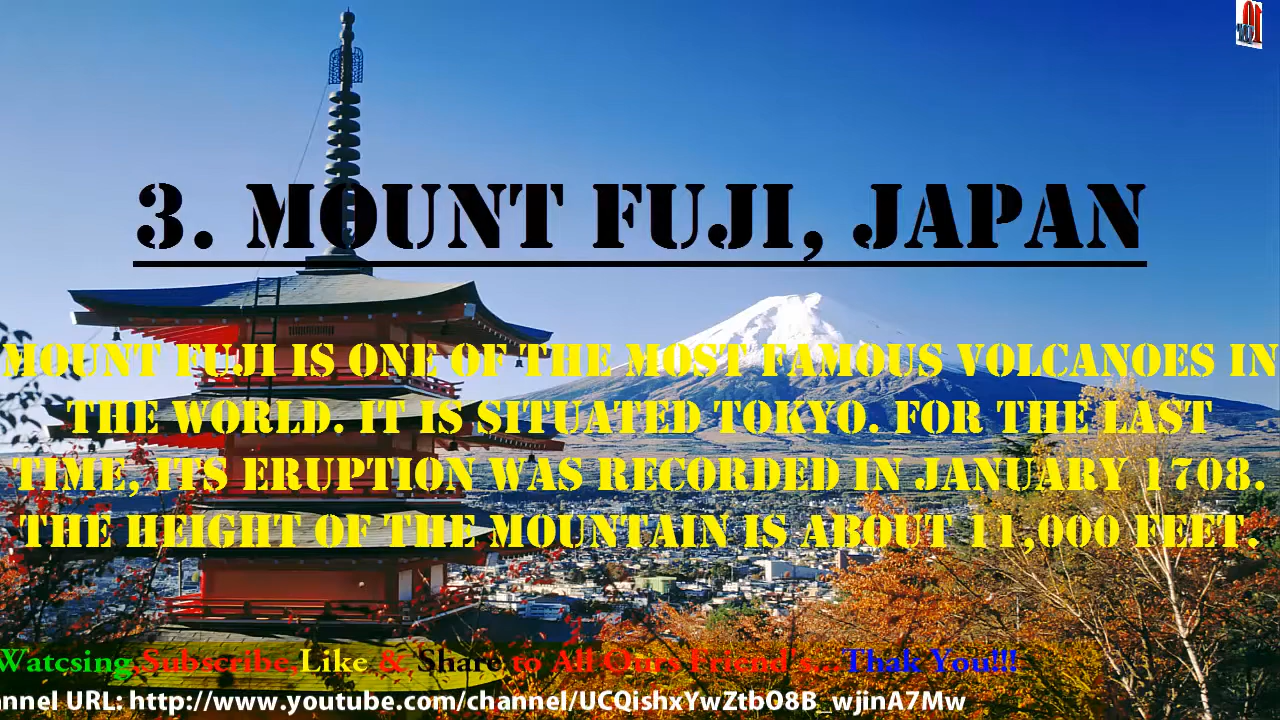 3. MOUNT FUJI, JAPAN
MOUNT FUJI IS ONE OF THE MOST FAMOUS VOLCANOES IN
THE WORLD. IT IS SITUATED TOKYO. FOR THE LAST
TIME, ITS ERUPTION WAS RECORDED IN JANUARY 1708.
THE HEIGHT OF THE MOUNTAIN IS ABOUT 11,000 FEET.
Watcsing,Subscribe,Like & Share to All Ours Friend's...Thak You!!!
nnel URL: http://www.youtube.com/channel/UCQishxYwZtbO8B_wjinA7Mw